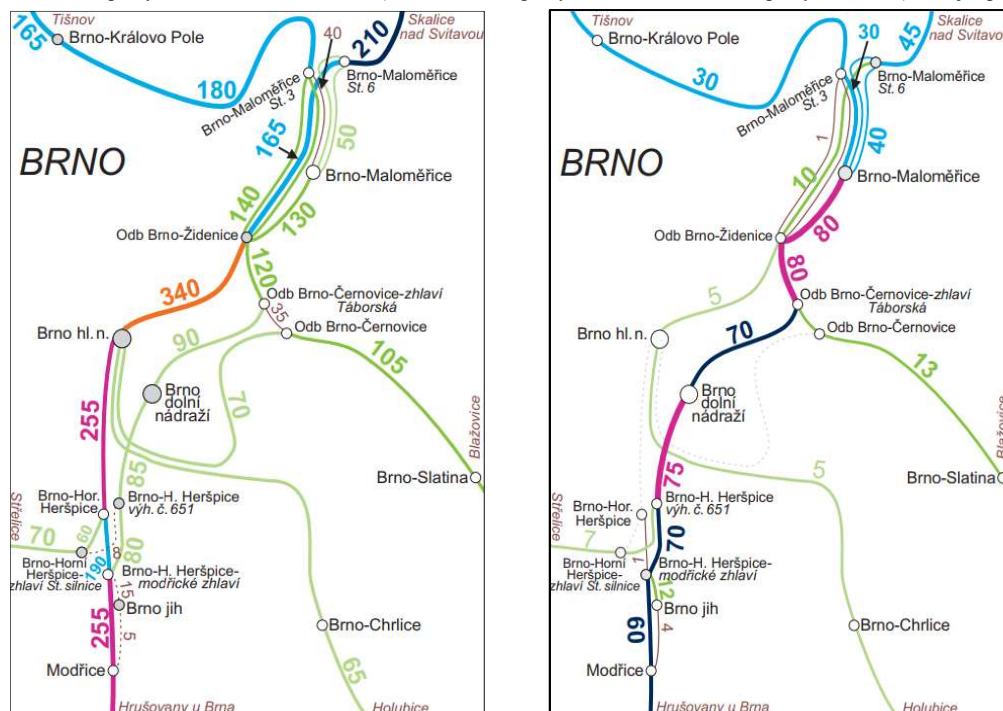 Tišnov
165
Brno-Královo Pole
180
40
210
Skalice
nad Svitavou
Brno-Maloměřice
St. 3
Brno-Maloměřice
St. 6
165
50
BRNO
Brno-Maloměřice
140
130
Odb Brno-Židenice
120
340
Odb Brno-Černovice-zhlaví
Táborská
35
Odb Brno-Černovice
Brno hl. n.
90
105
Brno
dolní
nádraží
70
255
Blažovice
Brno-Slatina
85
Střelice
Brno-Hor.
Heršpice
Brno-H. Heršpice
výh. č. 651
70
60
8
80
Brno-Horní
Heršpice-
zhlaví St. silnice
190
Brno-H. Heršpice-
modřické zhlaví
15
Brno jih
255
5
Brno-Chrlice
Modřice
65
Hrušovany u Brna
Holubice
Tišnov
Brno-Královo Pole
30
30
45
Skalice
nad Svitavou
Brno-Maloměřice
St. 3
Brno-Maloměřice
St. 6
1
40
BRNO
Brno-Maloměřice
10
80
Odb Brno-Židenice
80
5
Odb Brno-Černovice-zhlaví
Táborská
Odb Brno-Černovice
Brno hl. n.
70
13
Brno
dolní
nádraží
Blažovice
5
Brno-Slatina
75
Střelice
Brno-Hor.
Heršpice
Brno-H. Heršpice
výh. č. 651
7
70
Brno-Horní
Heršpice-
zhlaví St. silnice
1
Brno-H. Heršpice-
modřické zhlaví
12
Brno jih
60
4
Brno-Chrlice
Modřice
Hrušovany u Brna
Holubice